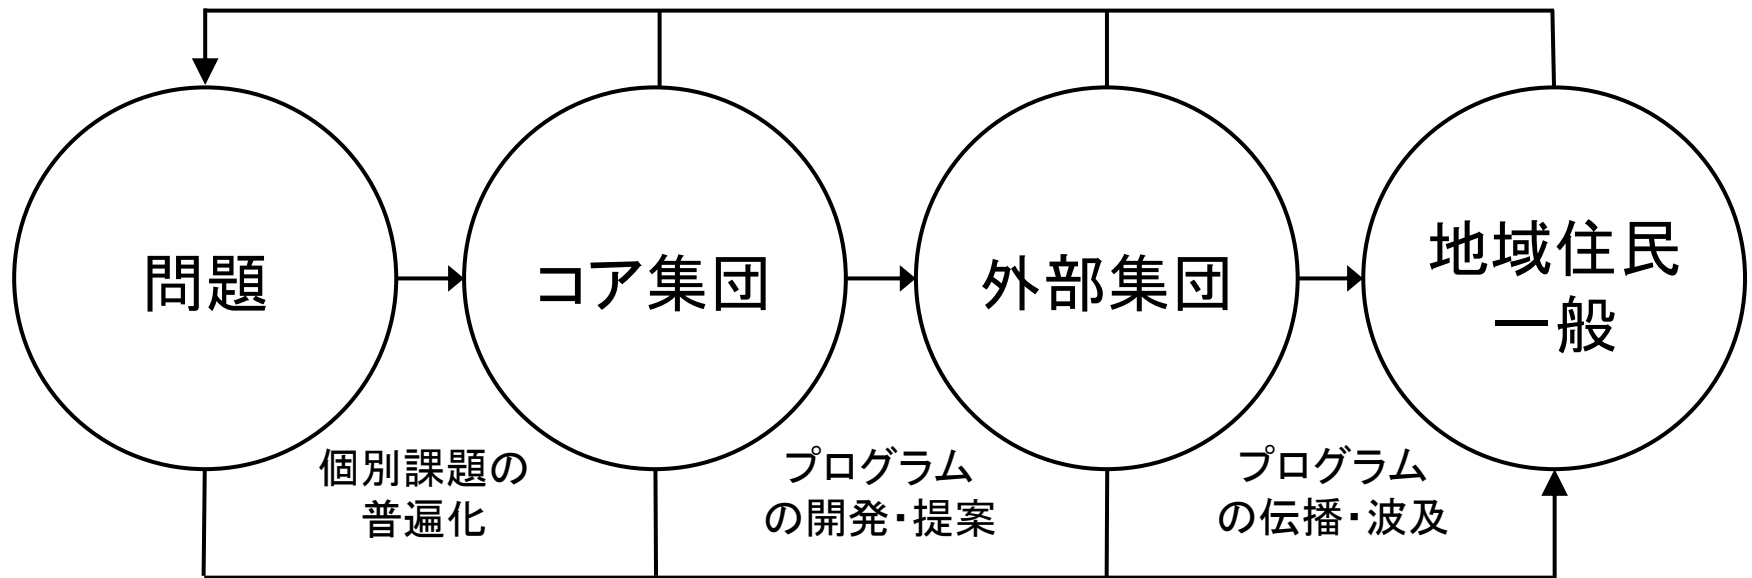 問題
コア集団
外部集団
地域住民
一般
個別課題の
普遍化
プログラム
の開発・提案
プログラム
の伝播・波及